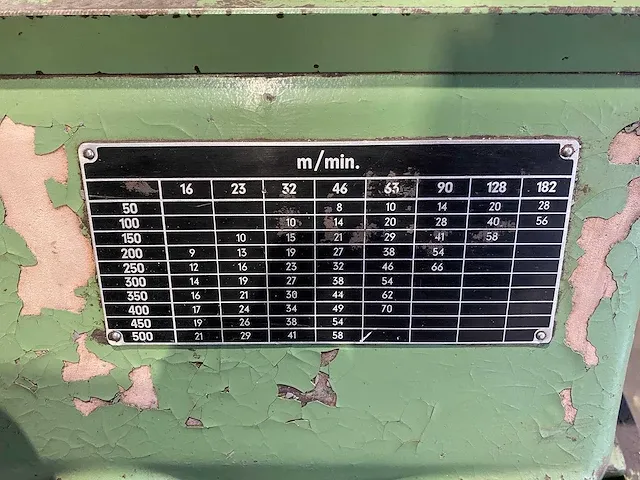 m/min.
16 23 32 46 63 90 128 182
50 8 10 14 20 28
100 10 14 20 28 40 56
150 10 15 21 29 41 58
200 9 13 19 27 38 54
250 12 16 23 32 46 66
300 14 19 27 38 54
350 16 21 30 44 62
400 17 24 34 49 70
450 19 26 38 54
500 21 29 41 58